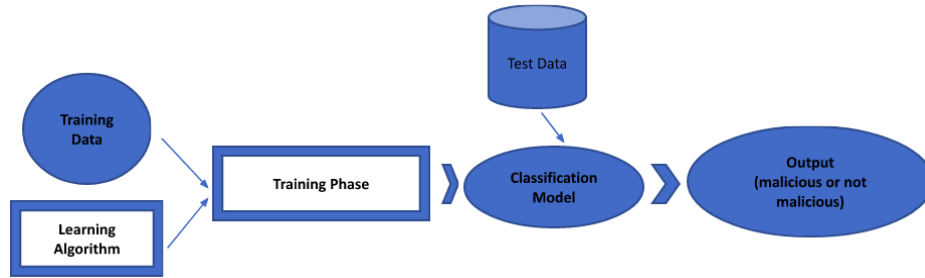 Test Data
Training
Data
Training Phase
Classification
Model
Output
(malicious or not
malicious)
Learning
Algorithm